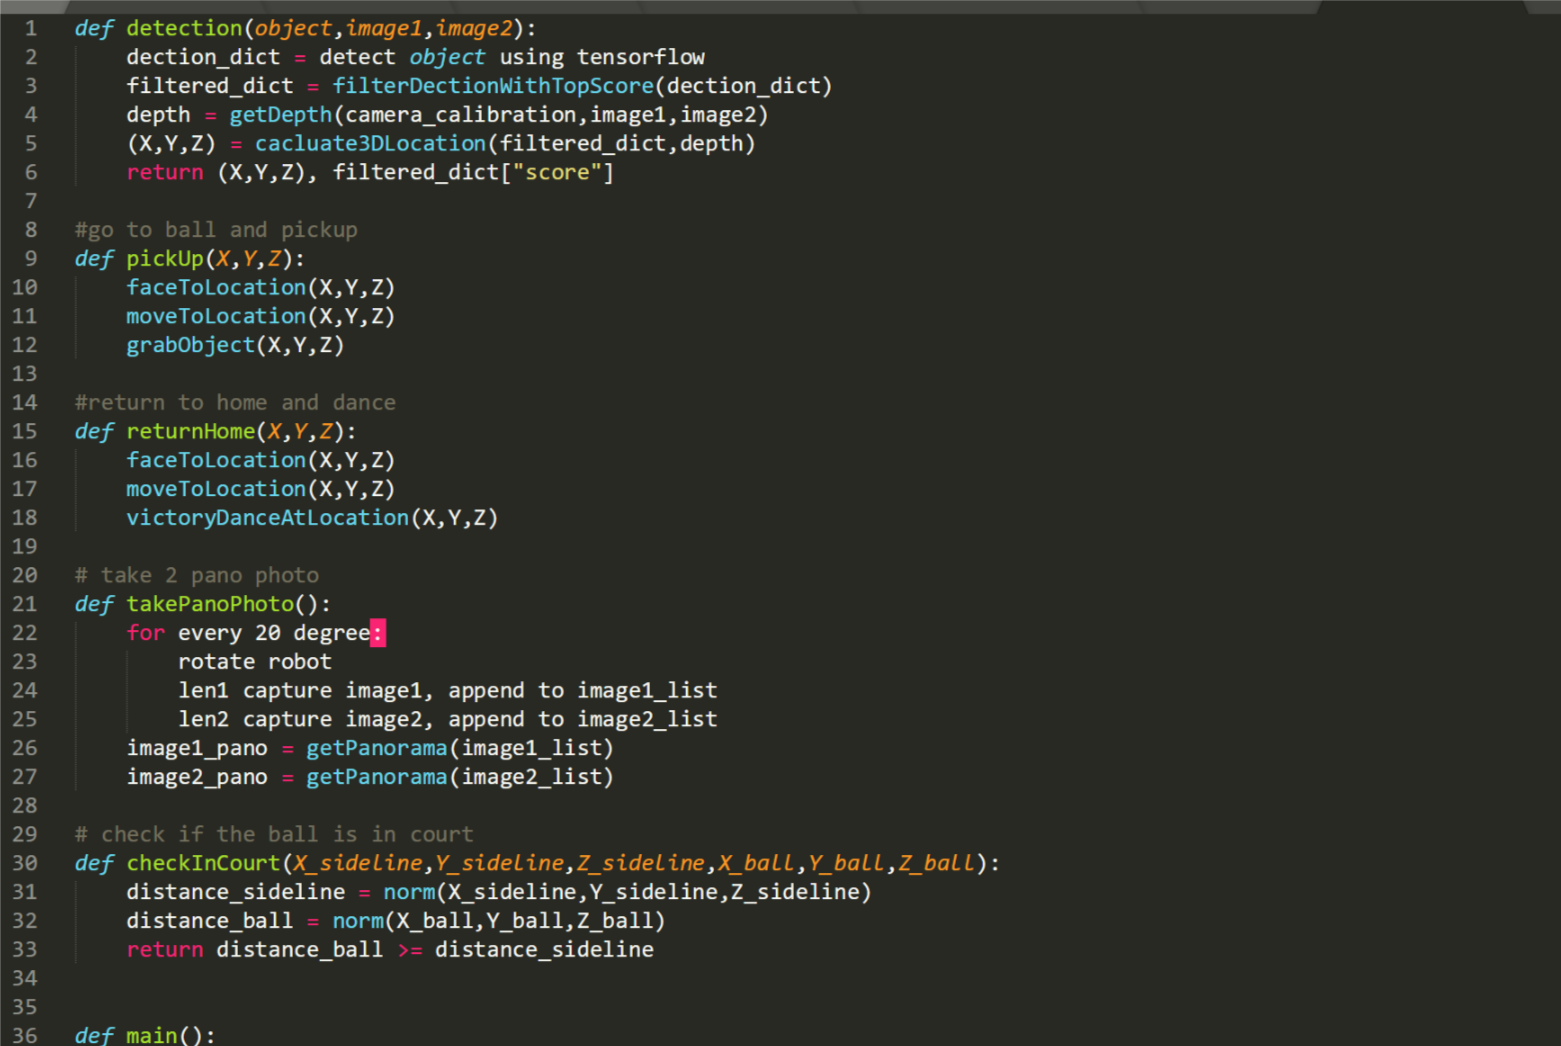 1 def detection(object,image1,image2):
2 dection_dict = detect object using tensorflow
3 filtered_dict = filterDectionWithTopScore(dection_dict)
4 depth = getDepth(camera_calibration,image1,image2)
5 (X,Y,Z) = cacluate3DLocation(filtered_dict,depth)
6 return (X,Y,Z), filtered_dict["score"]
7
8 #go to ball and pickup
9 def pickUp(X,Y,Z):
10 faceToLocation(X,Y,Z)
11 moveToLocation(X,Y,Z)
12 grabObject(X,Y,Z)
13
14 #return to home and dance
15 def returnHome(X,Y,Z):
16 faceToLocation(X,Y,Z)
17 moveToLocation(X,Y,Z)
18 victoryDanceAtLocation(X,Y,Z)
19
20 # take 2 pano photo
21 def takePanoPhoto():
22 for every 20 degree:
23 rotate robot
24 len1 capture image1, append to image1_list
25 len2 capture image2, append to image2_list
26 image1_pano = getPanorama(image1_list)
27 image2_pano = getPanorama(image2_list)
28
29 # check if the ball is in court
30 def checkInCourt(X_sideline,Y_sideline,Z_sideline,X_ball,Y_ball,Z_ball):
31 distance_sideline = norm(X_sideline,Y_sideline,Z_sideline)
32 distance_ball = norm(X_ball,Y_ball,Z_ball)
33 return distance_ball >= distance_sideline
34
35
36 def main():